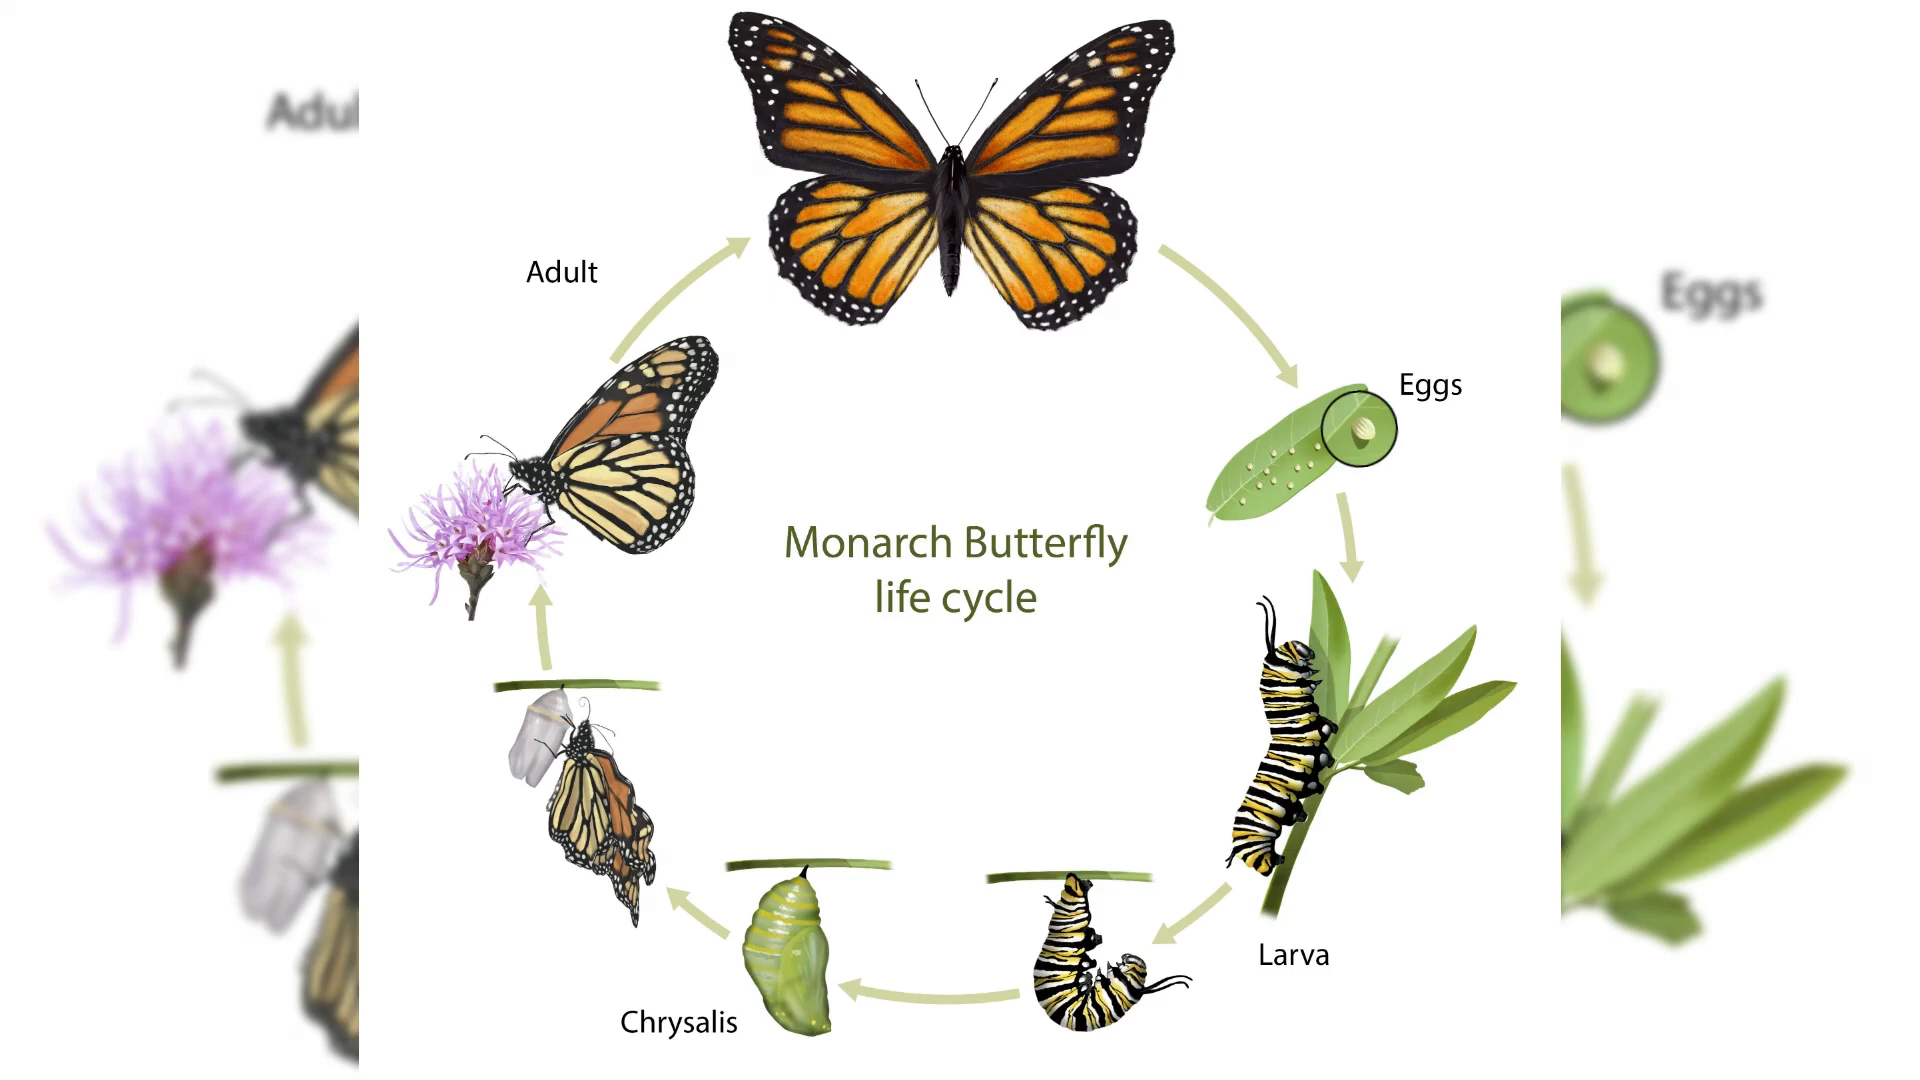 Adult
Eggs
Monarch Butterfly
life cycle
Larva
Chrysalis